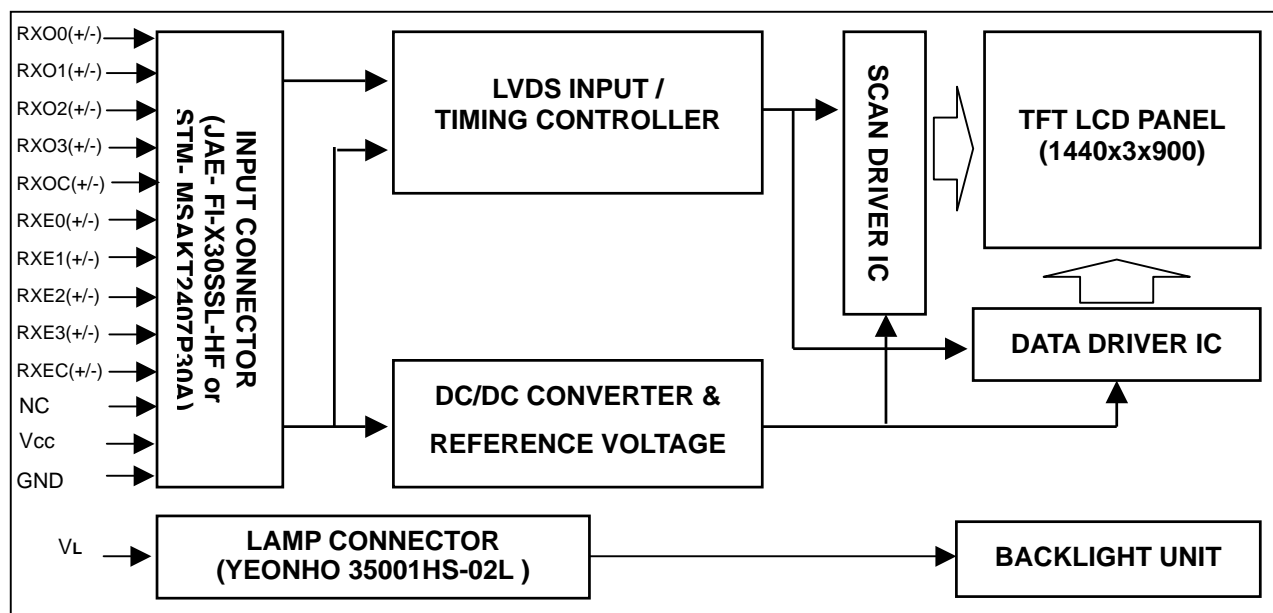 RXO0(+/-)
RXO1(+/-)
RXO2(+/-)
RXO3(+/-)
RXOC(+/-)
RXE0(+/-)
RXE1(+/-)
RXE2(+/-)
RXE3(+/-)
RXEC(+/-)
NC
Vcc
GND
VL
INPUT CONNECTOR
(JAE- FI-X30SSL-HF or
STM- MSAKT2407P30A)
LVDS INPUT /
TIMING CONTROLLER
SCAN DRIVER IC
TFT LCD PANEL
(1440x3x900)
DATA DRIVER IC
DC/DC CONVERTER &
REFERENCE VOLTAGE
LAMP CONNECTOR
(YEONHO 35001HS-02L )
BACKLIGHT UNIT